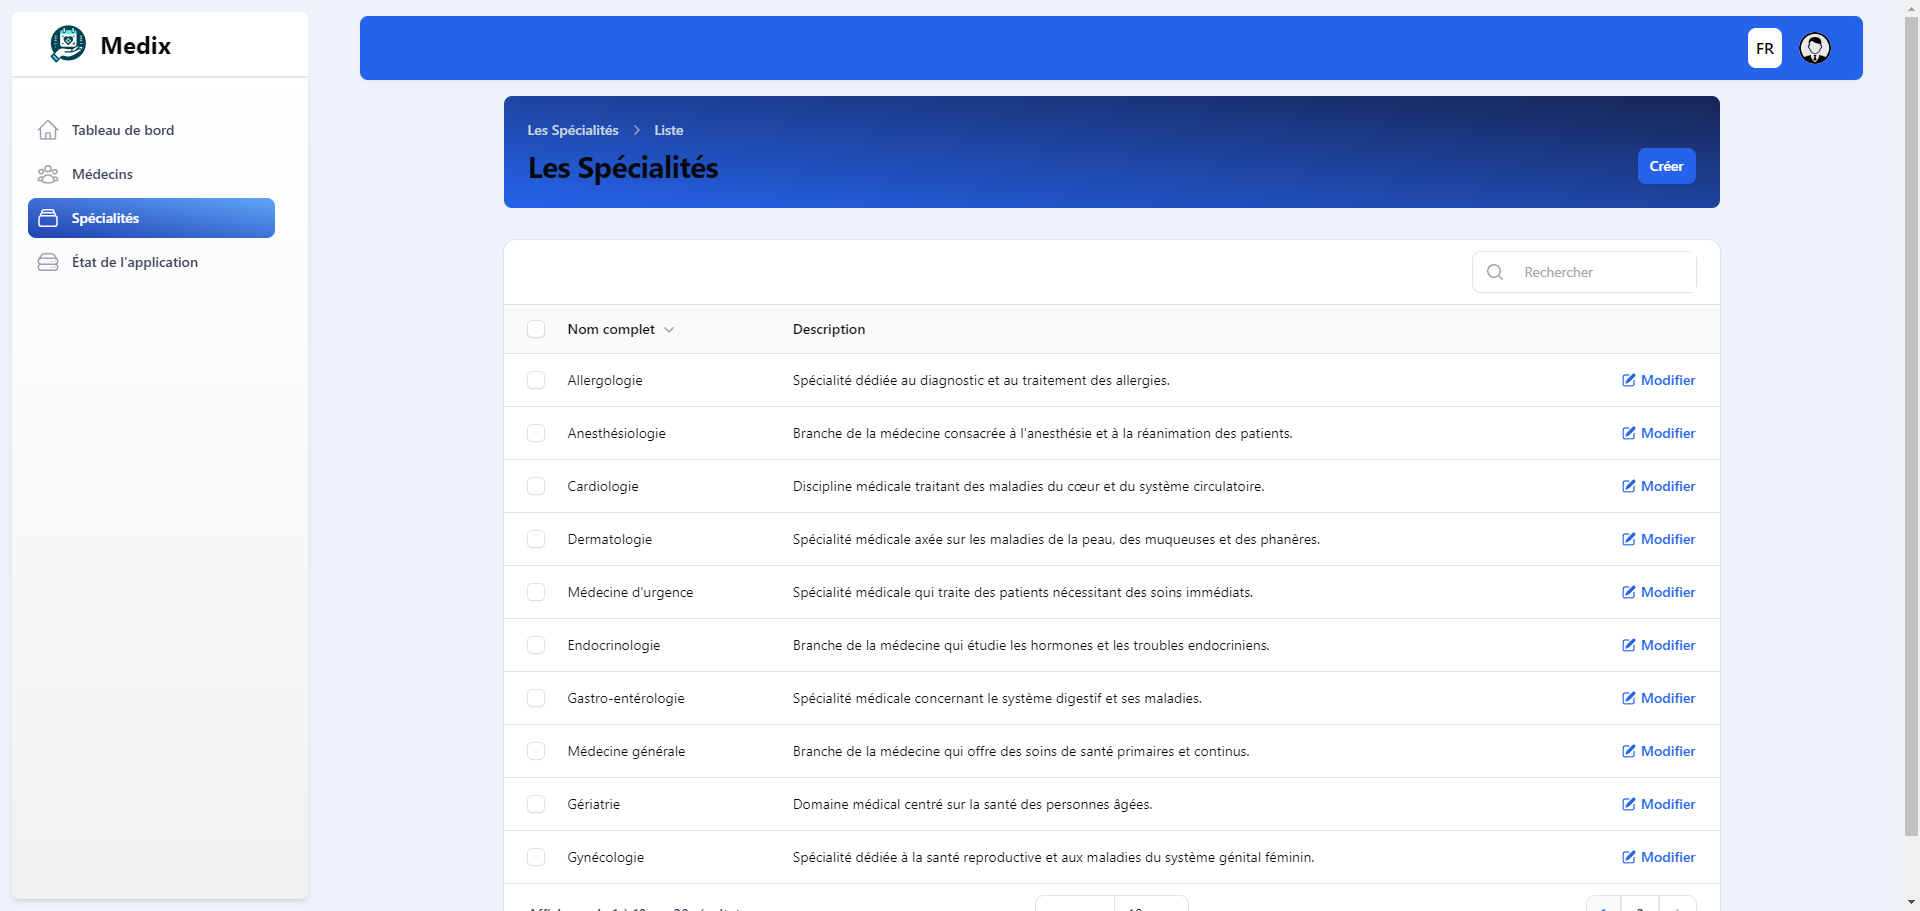 Medix
FR
Tableau de bord
Médecins
Spécialités
État de l'application
Les Spécialités > Liste
Les Spécialités
Créer
Rechercher
Nom complet Description
Allergologie Spécialité dédiée au diagnostic et au traitement des allergies. Modifier
Anesthésiologie Branche de la médecine consacrée à l'anesthésie et à la réanimation des patients. Modifier
Cardiologie Discipline médicale traitant des maladies du cœur et du système circulatoire. Modifier
Dermatologie Spécialité médicale axée sur les maladies de la peau, des muqueuses et des phanères. Modifier
Médecine d'urgence Spécialité médicale qui traite des patients nécessitant des soins immédiats. Modifier
Endocrinologie Branche de la médecine qui étudie les hormones et les troubles endocriniens. Modifier
Gastro-entérologie Spécialité médicale concernant le système digestif et ses maladies. Modifier
Médecine générale Branche de la médecine qui offre des soins de santé primaires et continus. Modifier
Gériatrie Domaine médical centré sur la santé des personnes âgées. Modifier
Gynécologie Spécialité dédiée à la santé reproductive et aux maladies du système génital féminin. Modifier